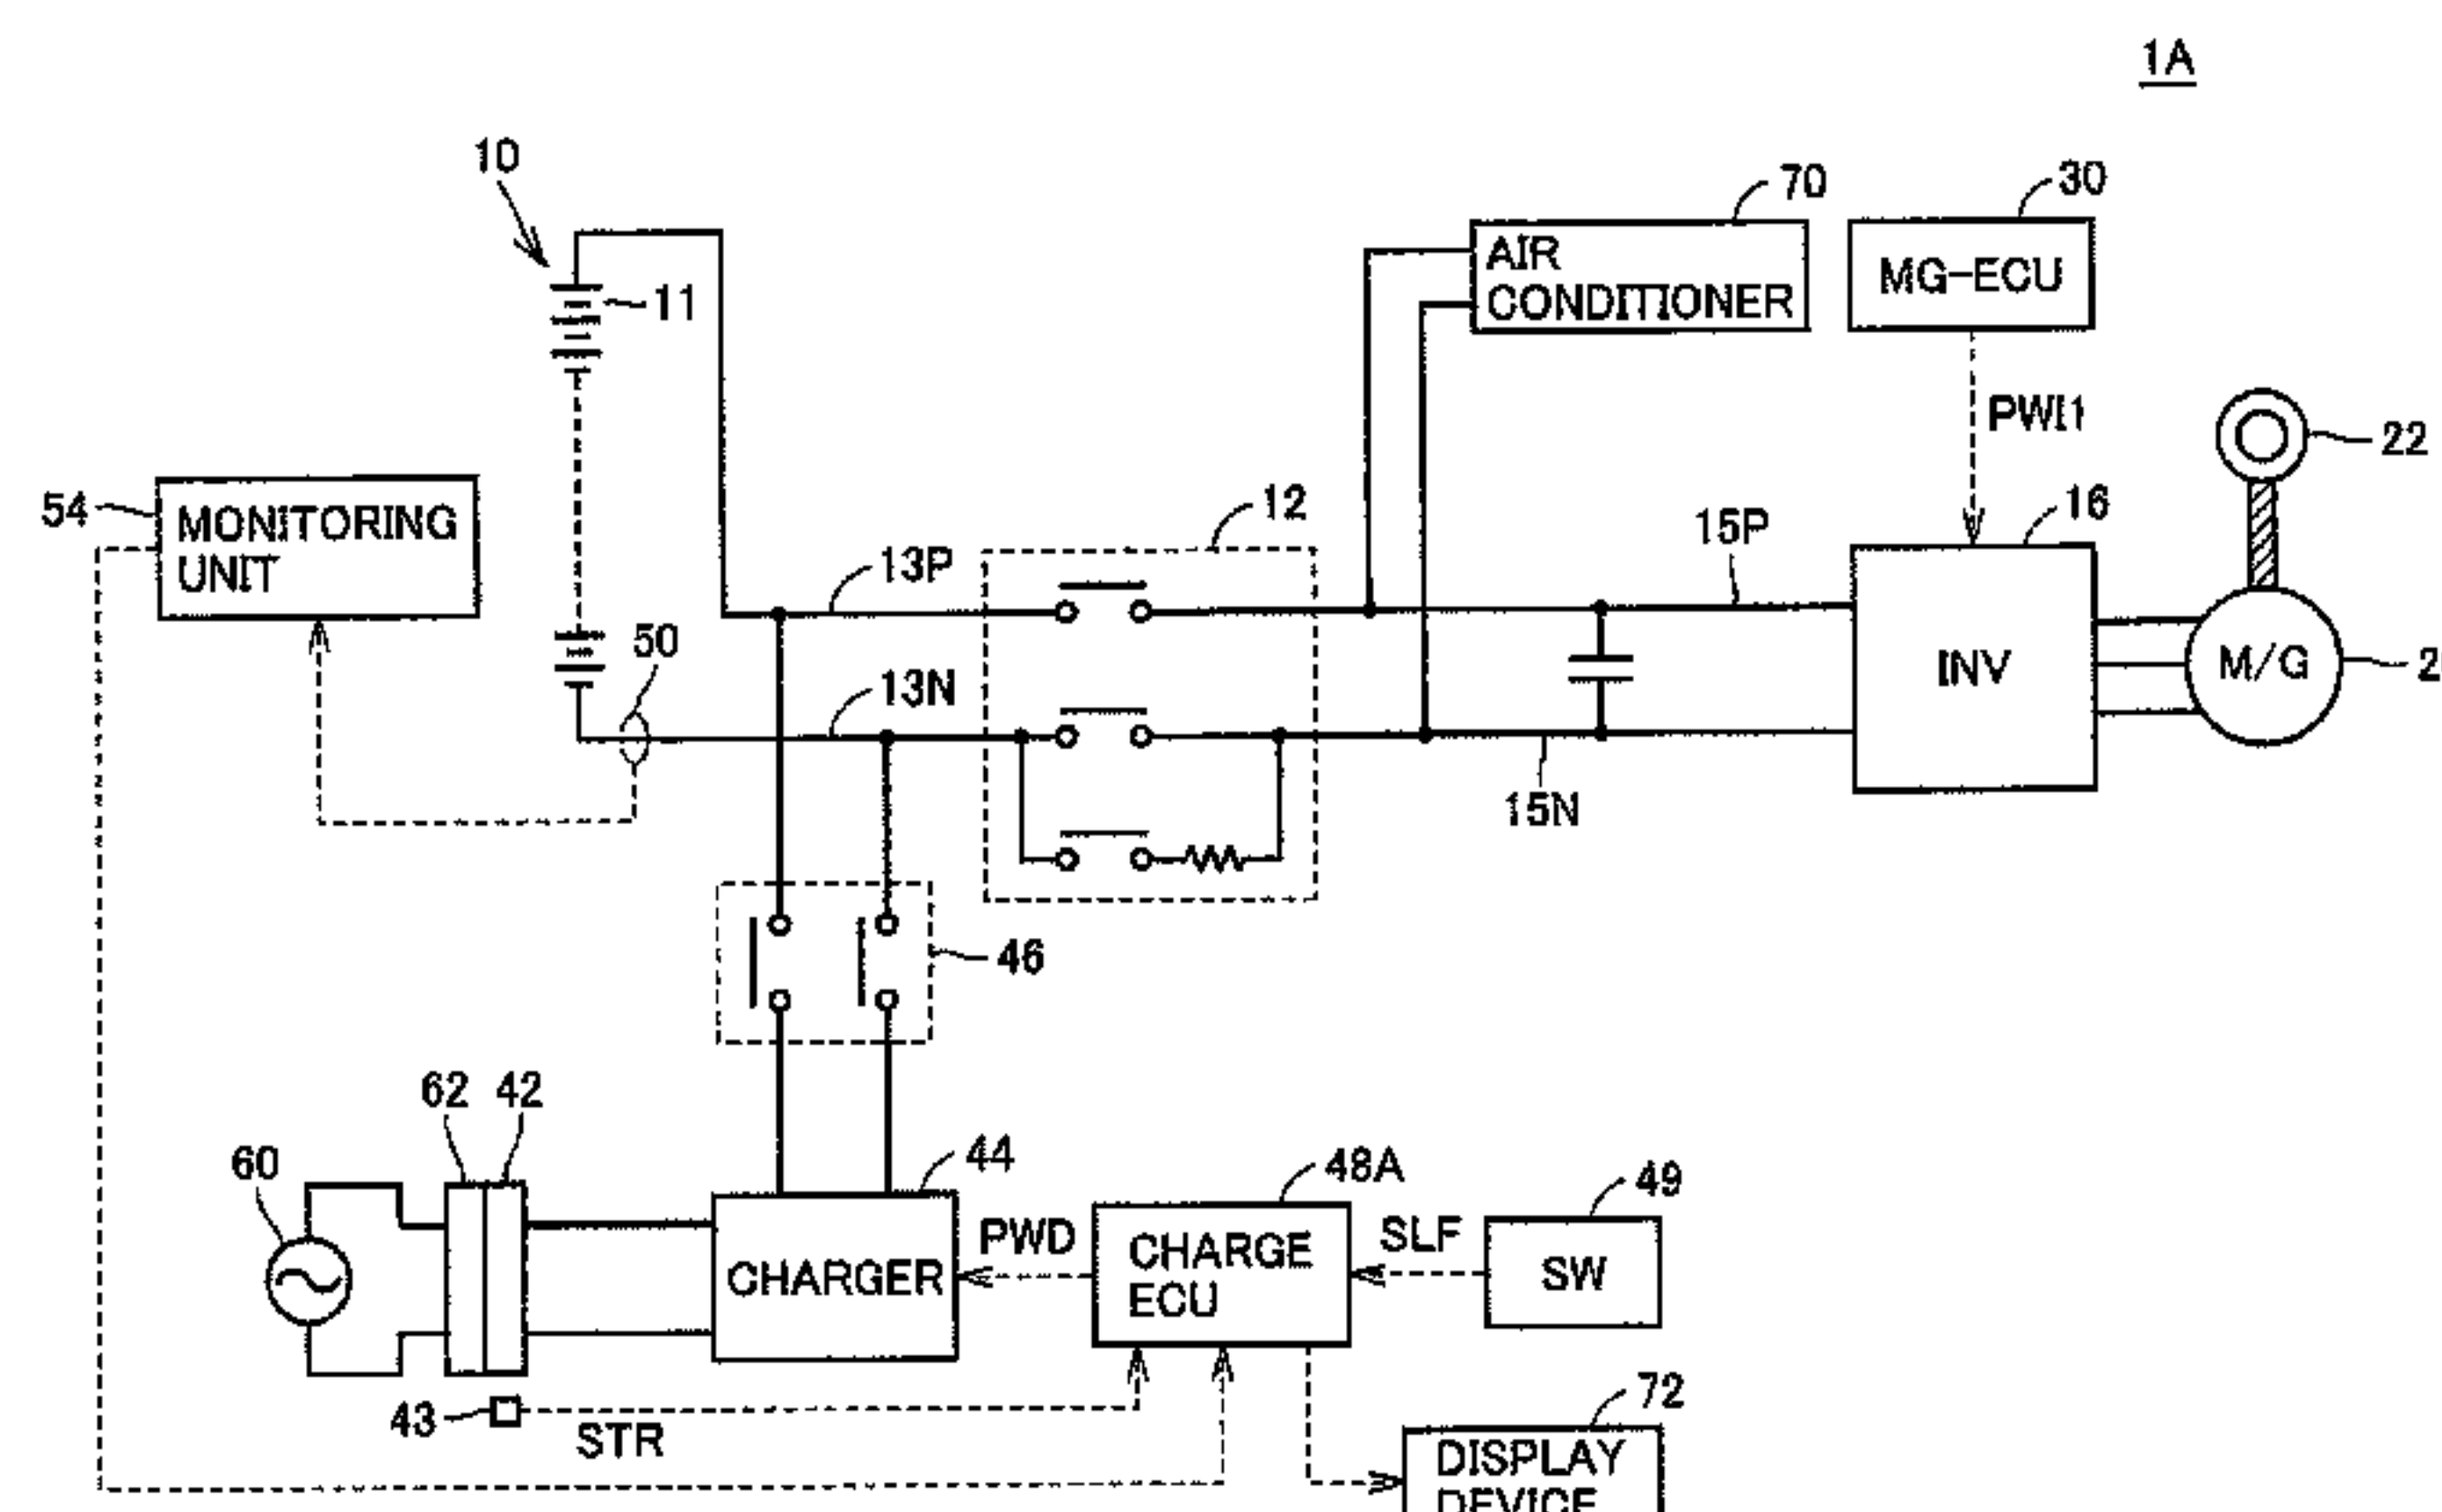 1A
10
70
30
11
AIR
CONDITIONER
MG-ECU
PWI1
22
54
MONITORING
UNIT
12
16
15P
13P
50
13N
INV
M/G
15N
46
62 42
60
44
48A
49
PWD
SLF
CHARGER
CHARGE
ECU
SW
43
STR
72
DISPLAY
DEVICE